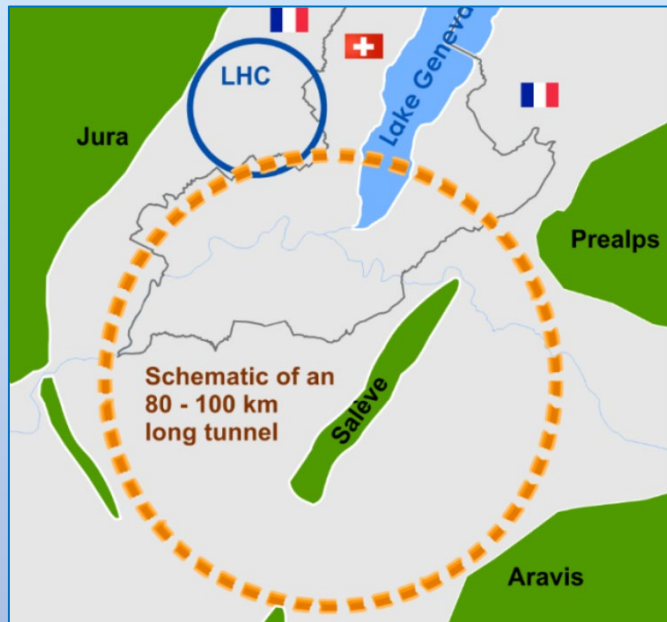 LHC
Lake Geneva
Jura
Prealps
Schematic of an
80 - 100 km
long tunnel
Salève
Aravis